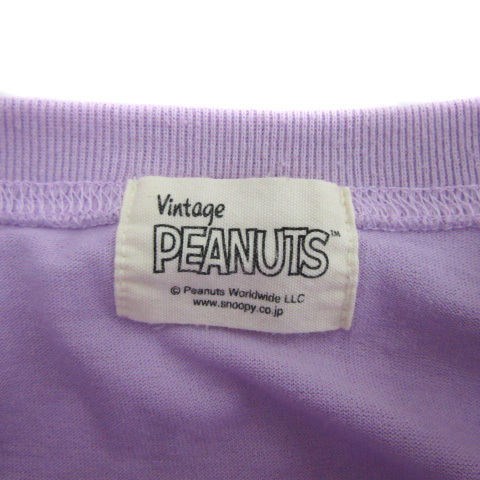 Vintage
PEANUTS™
© Peanuts Worldwide LLC
www.snoopy.co.jp